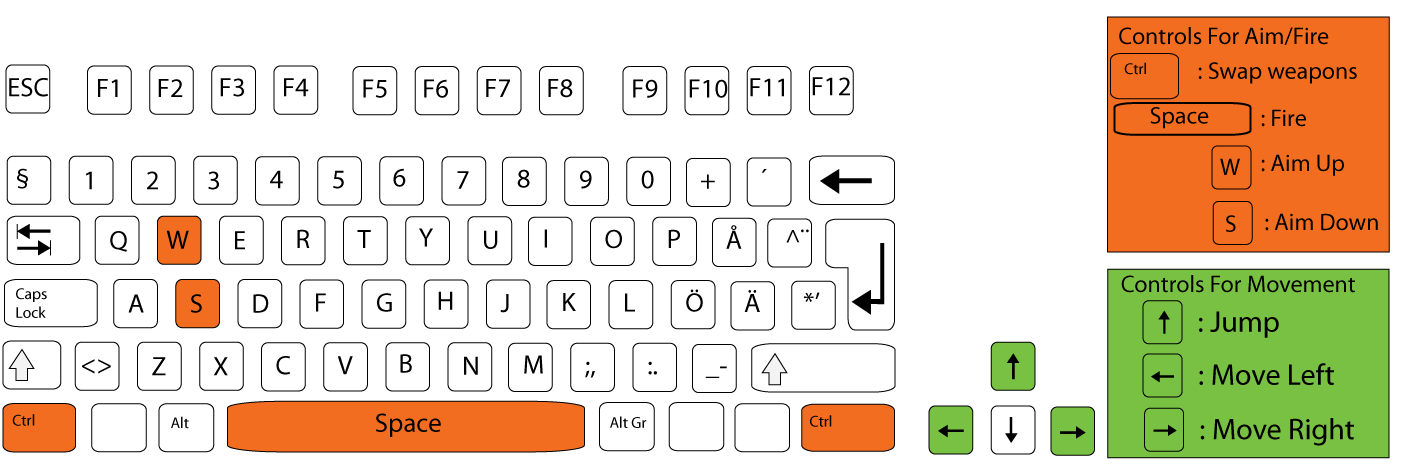 ESC F1 F2 F3 F4 F5 F6 F7 F8 F9 F10 F11 F12
§ 1 2 3 4 5 6 7 8 9 0 + ´ ←
Q W E R T Y U I O P Å ^¨
Caps
Lock
A S D F G H J K L Ö Ä *'
<> Z X C V B N M ;, :. _-
Ctrl Alt Space Alt Gr Ctrl
↑
← ↓ →
Controls For Aim/Fire
Ctrl : Swap weapons
Space : Fire
W : Aim Up
S : Aim Down
Controls For Movement
↑ : Jump
← : Move Left
→ : Move Right